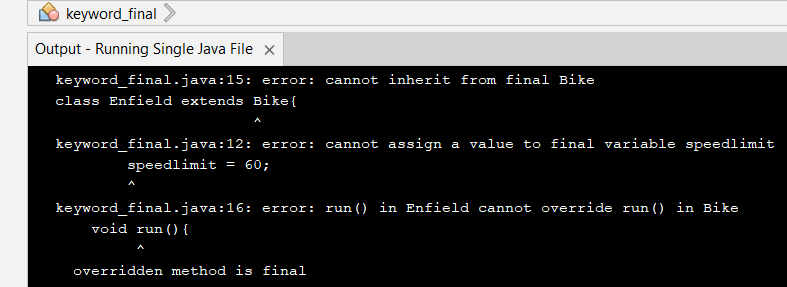 keyword_final
Output - Running Single Java File ×
keyword_final.java:15: error: cannot inherit from final Bike
class Enfield extends Bike{
^
keyword_final.java:12: error: cannot assign a value to final variable speedlimit
speedlimit = 60;
^
keyword_final.java:16: error: run() in Enfield cannot override run() in Bike
void run(){
^
overridden method is final